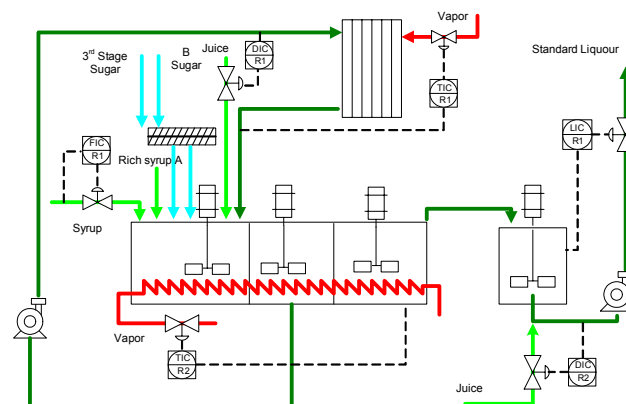 Vapor
Juice
DIC
R1
3rd Stage
Sugar
B
Sugar
Standard Liquour
TIC
R1
FIC
R1
LIC
R1
Rich syrup A
Syrup
Vapor
TIC
R2
DIC
R2
Juice